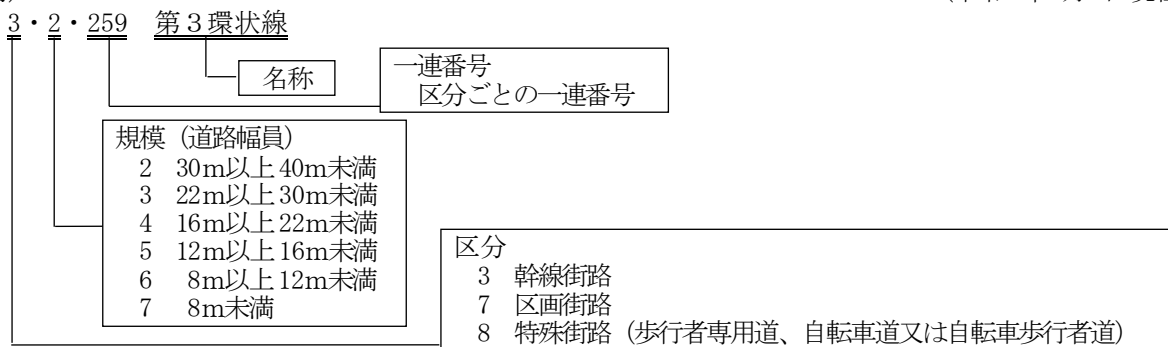 3・2・259 第３環状線
名称
一連番号
区分ごとの一連番号
規模（道路幅員）
2 30m以上40m未満
3 22m以上30m未満
4 16m以上22m未満
5 12m以上16m未満
6 8m以上12m未満
7 8m未満
区分
3 幹線街路
7 区画街路
8 特殊街路（歩行者専用道、自転車道又は自転車歩行者道）